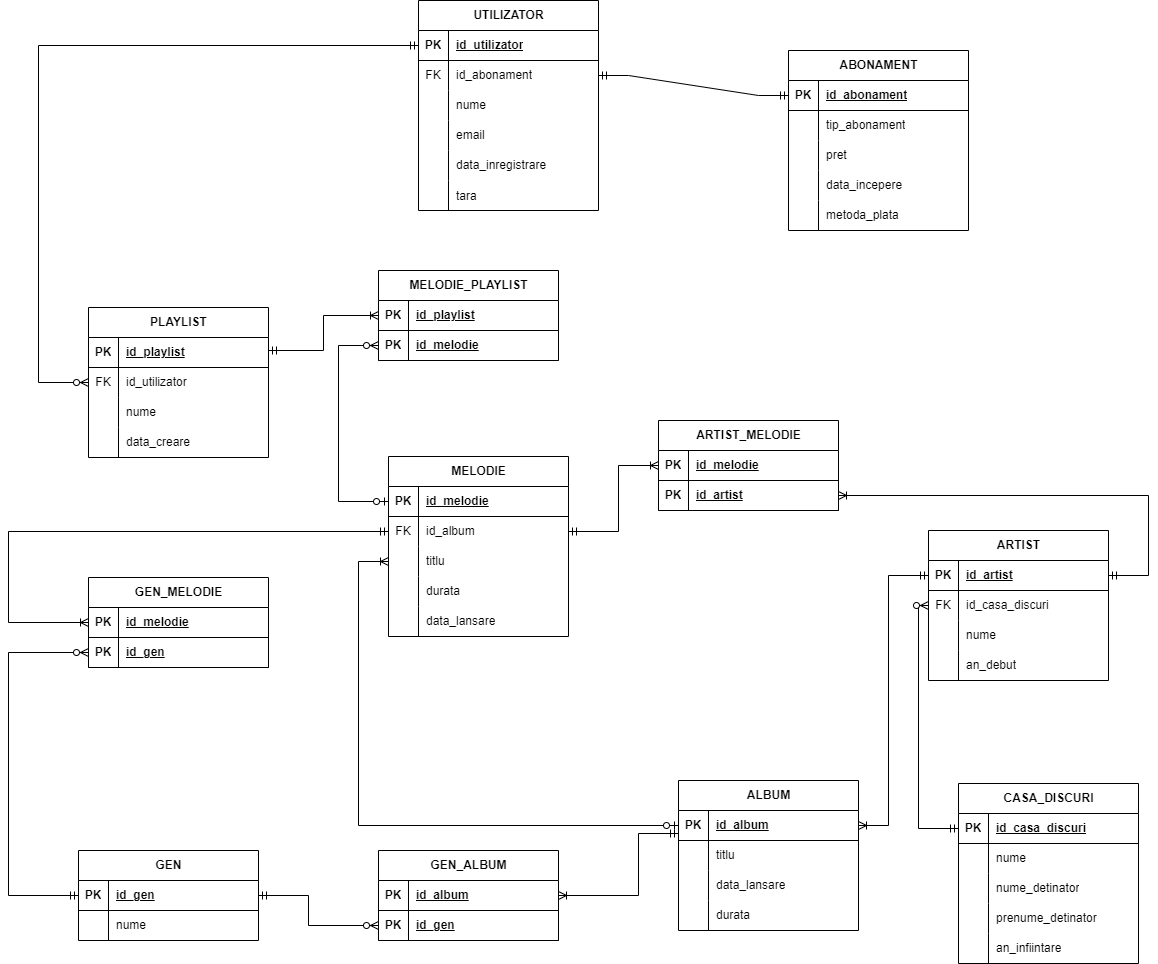 UTILIZATOR
PK id_utilizator
FK id_abonament
nume
email
data_inregistrare
tara
ABONAMENT
PK id_abonament
tip_abonament
pret
data_incepere
metoda_plata
MELODIE_PLAYLIST
PK id_playlist
PK id_melodie
PLAYLIST
PK id_playlist
FK id_utilizator
nume
data_creare
ARTIST_MELODIE
PK id_melodie
PK id_artist
MELODIE
PK id_melodie
FK id_album
titlu
durata
data_lansare
ARTIST
PK id_artist
FK id_casa_discuri
nume
an_debut
GEN_MELODIE
PK id_melodie
PK id_gen
ALBUM
PK id_album
titlu
data_lansare
durata
CASA_DISCURI
PK id_casa_discuri
nume
nume_detinator
prenume_detinator
an_infiintare
GEN
PK id_gen
nume
GEN_ALBUM
PK id_album
PK id_gen